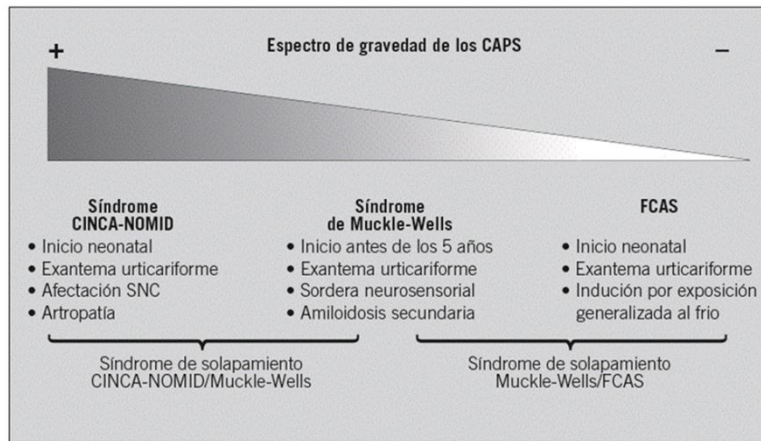 Espectro de gravedad de los CAPS
+
−
Síndrome
CINCA-NOMID
• Inicio neonatal
• Exantema urticariforme
• Afectación SNC
• Artropatía
Síndrome
de Muckle-Wells
• Inicio antes de los 5 años
• Exantema urticariforme
• Sordera neurosensorial
• Amiloidosis secundaria
FCAS
• Inicio neonatal
• Exantema urticariforme
• Indución por exposición
generalizada al frio
Síndrome de solapamiento
CINCA-NOMID/Muckle-Wells
Síndrome de solapamiento
Muckle-Wells/FCAS